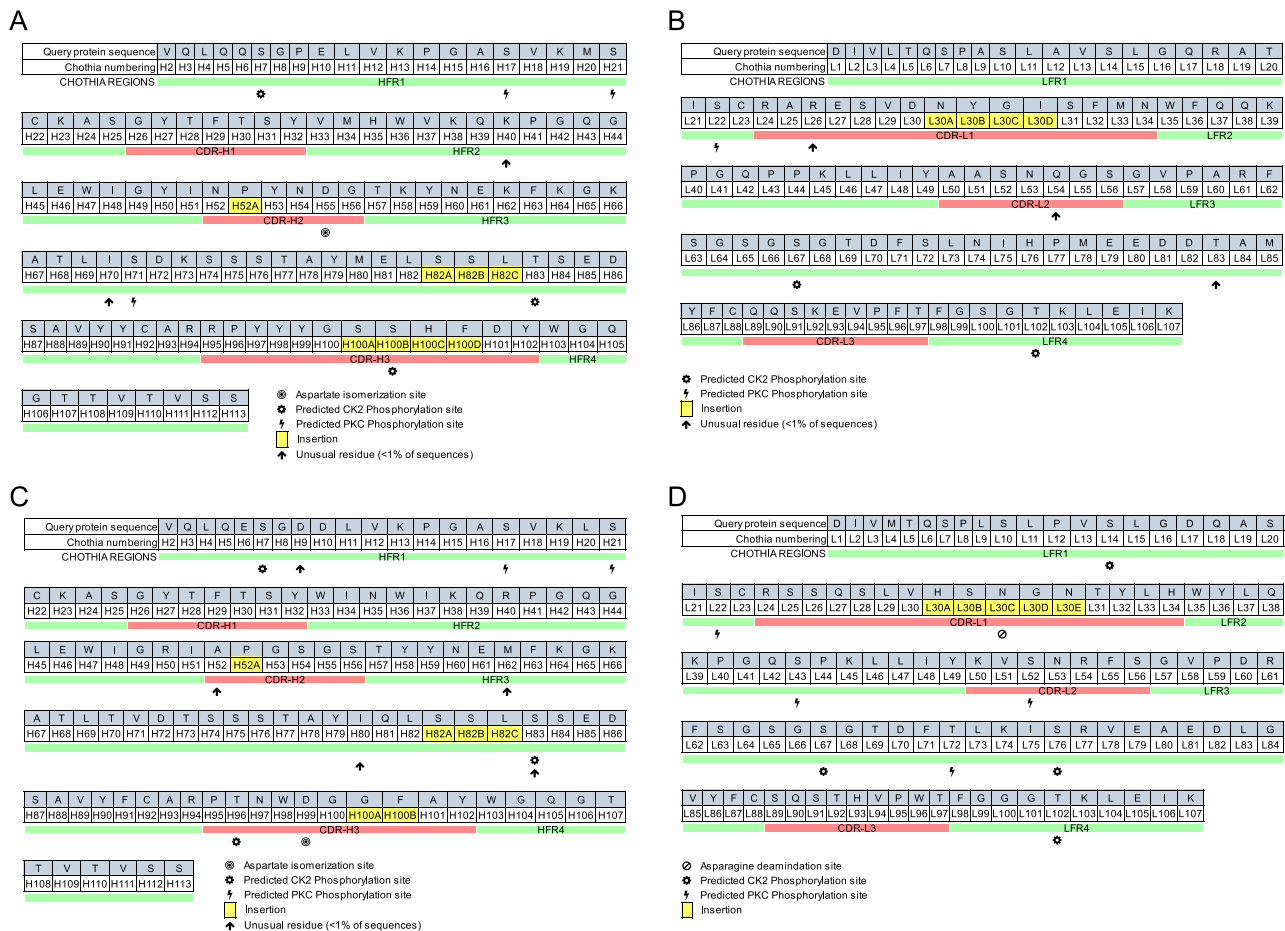 A
Query protein sequence V Q L Q Q S G P E L V K P G A S V K M S
Chothia numbering H2 H3 H4 H5 H6 H7 H8 H9 H10 H11 H12 H13 H14 H15 H16 H17 H18 H19 H20 H21
CHOTHIA REGIONS HFR1
C K A S G Y T F T S Y V M H W V K Q K P G Q G
H22 H23 H24 H25 H26 H27 H28 H29 H30 H31 H32 H33 H34 H35 H36 H37 H38 H39 H40 H41 H42 H43 H44
CDR-H1 HFR2
L E W I G Y I N P Y N D G T K Y N E K F K G K
H45 H46 H47 H48 H49 H50 H51 H52 H52A H53 H54 H55 H56 H57 H58 H59 H60 H61 H62 H63 H64 H65 H66
CDR-H2 HFR3
A T L I S D K S S S T A Y M E L S S L T S E D
H67 H68 H69 H70 H71 H72 H73 H74 H75 H76 H77 H78 H79 H80 H81 H82 H82A H82B H82C H83 H84 H85 H86
S A V Y Y C A R R P Y Y Y G S S H F D Y W G Q
H87 H88 H89 H90 H91 H92 H93 H94 H95 H96 H97 H98 H99 H100 H100A H100B H100C H100D H101 H102 H103 H104 H105
CDR-H3 HFR4
G T T V T V S S
H106 H107 H108 H109 H110 H111 H112 H113
Aspartate isomerization site
Predicted CK2 Phosphorylation site
Predicted PKC Phosphorylation site
Insertion
Unusual residue (<1% of sequences)
B
Query protein sequence D I V L T Q S P A S L A V S L G Q R A T
Chothia numbering L1 L2 L3 L4 L5 L6 L7 L8 L9 L10 L11 L12 L13 L14 L15 L16 L17 L18 L19 L20
CHOTHIA REGIONS LFR1
I S C R A R E S V D N Y G I S F M N W F Q Q K
L21 L22 L23 L24 L25 L26 L27 L28 L29 L30 L30A L30B L30C L30D L31 L32 L33 L34 L35 L36 L37 L38 L39
CDR-L1 LFR2
P G Q P P K L L I Y A A S N Q G S G V P A R F
L40 L41 L42 L43 L44 L45 L46 L47 L48 L49 L50 L51 L52 L53 L54 L55 L56 L57 L58 L59 L60 L61 L62
CDR-L2 LFR3
S G S G S G T D F S L N I H P M E E D D T A M
L63 L64 L65 L66 L67 L68 L69 L70 L71 L72 L73 L74 L75 L76 L77 L78 L79 L80 L81 L82 L83 L84 L85
Y F C Q Q S K E V P F T F G S G T K L E I K
L86 L87 L88 L89 L90 L91 L92 L93 L94 L95 L96 L97 L98 L99 L100 L101 L102 L103 L104 L105 L106 L107
CDR-L3 LFR4
Predicted CK2 Phosphorylation site
Predicted PKC Phosphorylation site
Insertion
Unusual residue (<1% of sequences)
C
Query protein sequence V Q L Q E S G D D L V K P G A S V K L S
Chothia numbering H2 H3 H4 H5 H6 H7 H8 H9 H10 H11 H12 H13 H14 H15 H16 H17 H18 H19 H20 H21
CHOTHIA REGIONS HFR1
C K A S G Y T F T S Y W I N W I K Q R P G Q G
H22 H23 H24 H25 H26 H27 H28 H29 H30 H31 H32 H33 H34 H35 H36 H37 H38 H39 H40 H41 H42 H43 H44
CDR-H1 HFR2
L E W I G R I A P G S G S T Y Y N E M F K G K
H45 H46 H47 H48 H49 H50 H51 H52 H52A H53 H54 H55 H56 H57 H58 H59 H60 H61 H62 H63 H64 H65 H66
CDR-H2 HFR3
A T L T V D T S S S T A Y I Q L S S L S S E D
H67 H68 H69 H70 H71 H72 H73 H74 H75 H76 H77 H78 H79 H80 H81 H82 H82A H82B H82C H83 H84 H85 H86
S A V Y F C A R P T N W D G G F A Y W G Q G T
H87 H88 H89 H90 H91 H92 H93 H94 H95 H96 H97 H98 H99 H100 H100A H100B H101 H102 H103 H104 H105 H106 H107
CDR-H3 HFR4
T V T V S S
H108 H109 H110 H111 H112 H113
Aspartate isomerization site
Predicted CK2 Phosphorylation site
Predicted PKC Phosphorylation site
Insertion
Unusual residue (<1% of sequences)
D
Query protein sequence D I V M T Q S P L S L P V S L G D Q A S
Chothia numbering L1 L2 L3 L4 L5 L6 L7 L8 L9 L10 L11 L12 L13 L14 L15 L16 L17 L18 L19 L20
CHOTHIA REGIONS LFR1
I S C R S S Q S L V H S N G N T Y L H W Y L Q
L21 L22 L23 L24 L25 L26 L27 L28 L29 L30 L30A L30B L30C L30D L30E L31 L32 L33 L34 L35 L36 L37 L38
CDR-L1 LFR2
K P G Q S P K L L I Y K V S N R F S G V P D R
L39 L40 L41 L42 L43 L44 L45 L46 L47 L48 L49 L50 L51 L52 L53 L54 L55 L56 L57 L58 L59 L60 L61
CDR-L2 LFR3
F S G S G S G T D F T L K I S R V E A E D L G
L62 L63 L64 L65 L66 L67 L68 L69 L70 L71 L72 L73 L74 L75 L76 L77 L78 L79 L80 L81 L82 L83 L84
V Y F C S Q S T H V P W T F G G G T K L E I K
L85 L86 L87 L88 L89 L90 L91 L92 L93 L94 L95 L96 L97 L98 L99 L100 L101 L102 L103 L104 L105 L106 L107
CDR-L3 LFR4
Asparagine deamindation site
Predicted CK2 Phosphorylation site
Predicted PKC Phosphorylation site
Insertion